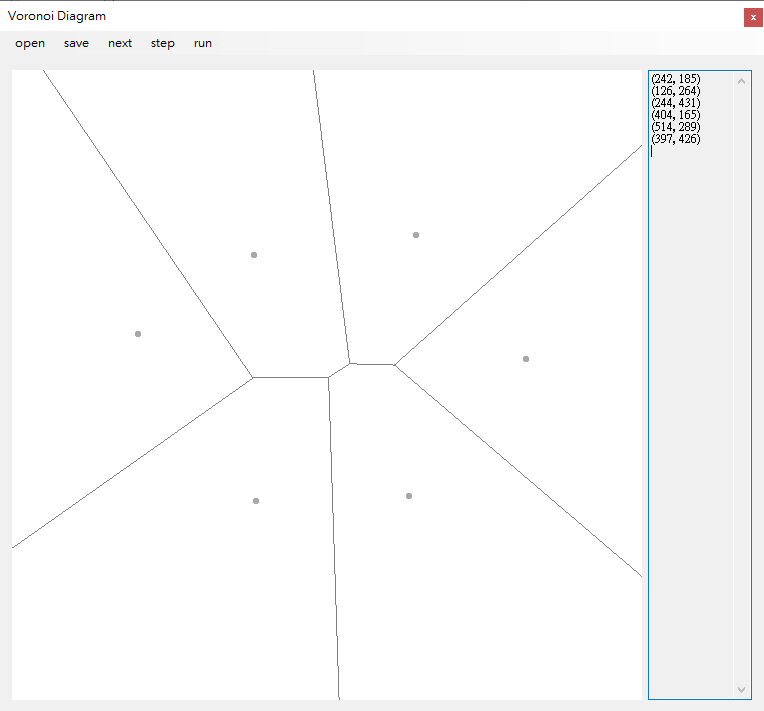 Voronoi Diagram
x
open save next step run
(242, 185)
(126, 264)
(244, 431)
(404, 165)
(514, 289)
(397, 426)